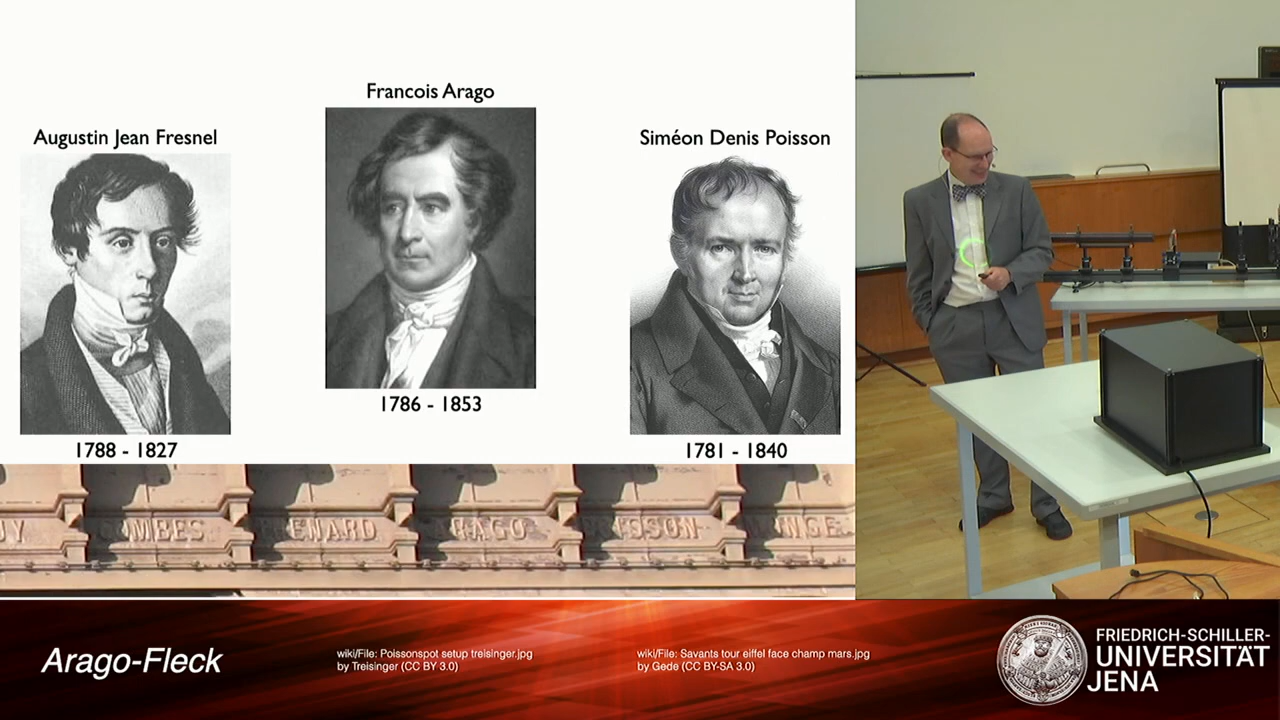 Francois Arago
Augustin Jean Fresnel
Siméon Denis Poisson
1786 - 1853
1788 - 1827
1781 - 1840
COMBES
ARAGO
Arago-Fleck
wiki/File: Poissonspot setup treisinger.jpg
by Treisinger (CC BY 3.0)
wiki/File: Savants tour eiffel face champ mars.jpg
by Gede (CC BY-SA 3.0)
FRIEDRICH-SCHILLER-
UNIVERSITÄT
JENA